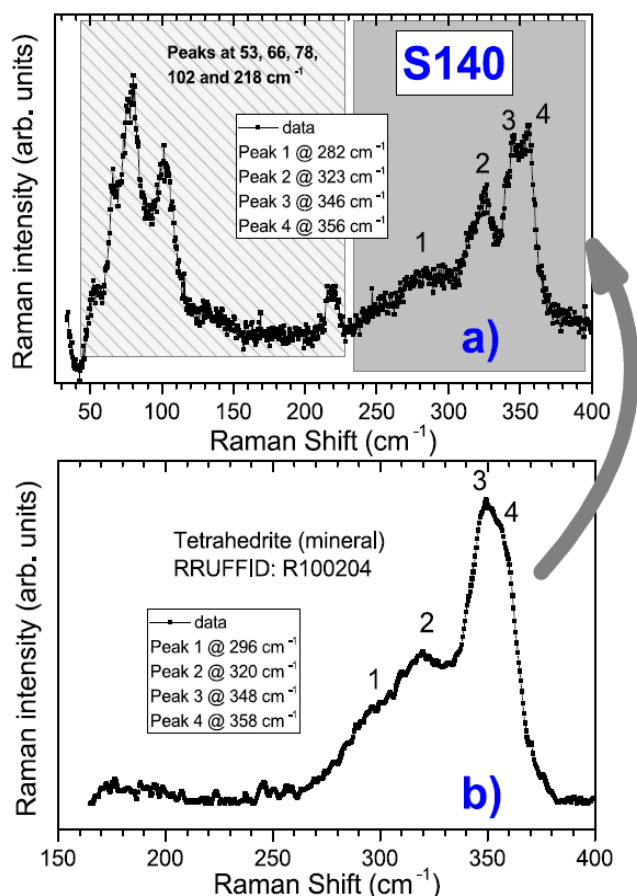 Raman intensity (arb. units)
Peaks at 53, 66, 78,
102 and 218 cm⁻¹
S140
data
Peak 1 @ 282 cm⁻¹
Peak 2 @ 323 cm⁻¹
Peak 3 @ 346 cm⁻¹
Peak 4 @ 356 cm⁻¹
1
2
3
4
a)
50 100 150 200 250 300 350 400
Raman Shift (cm⁻¹)
Raman intensity (arb. units)
Tetrahedrite (mineral)
RRUFFID: R100204
data
Peak 1 @ 296 cm⁻¹
Peak 2 @ 320 cm⁻¹
Peak 3 @ 348 cm⁻¹
Peak 4 @ 358 cm⁻¹
1
2
3
4
b)
150 200 250 300 350 400
Raman Shift (cm⁻¹)